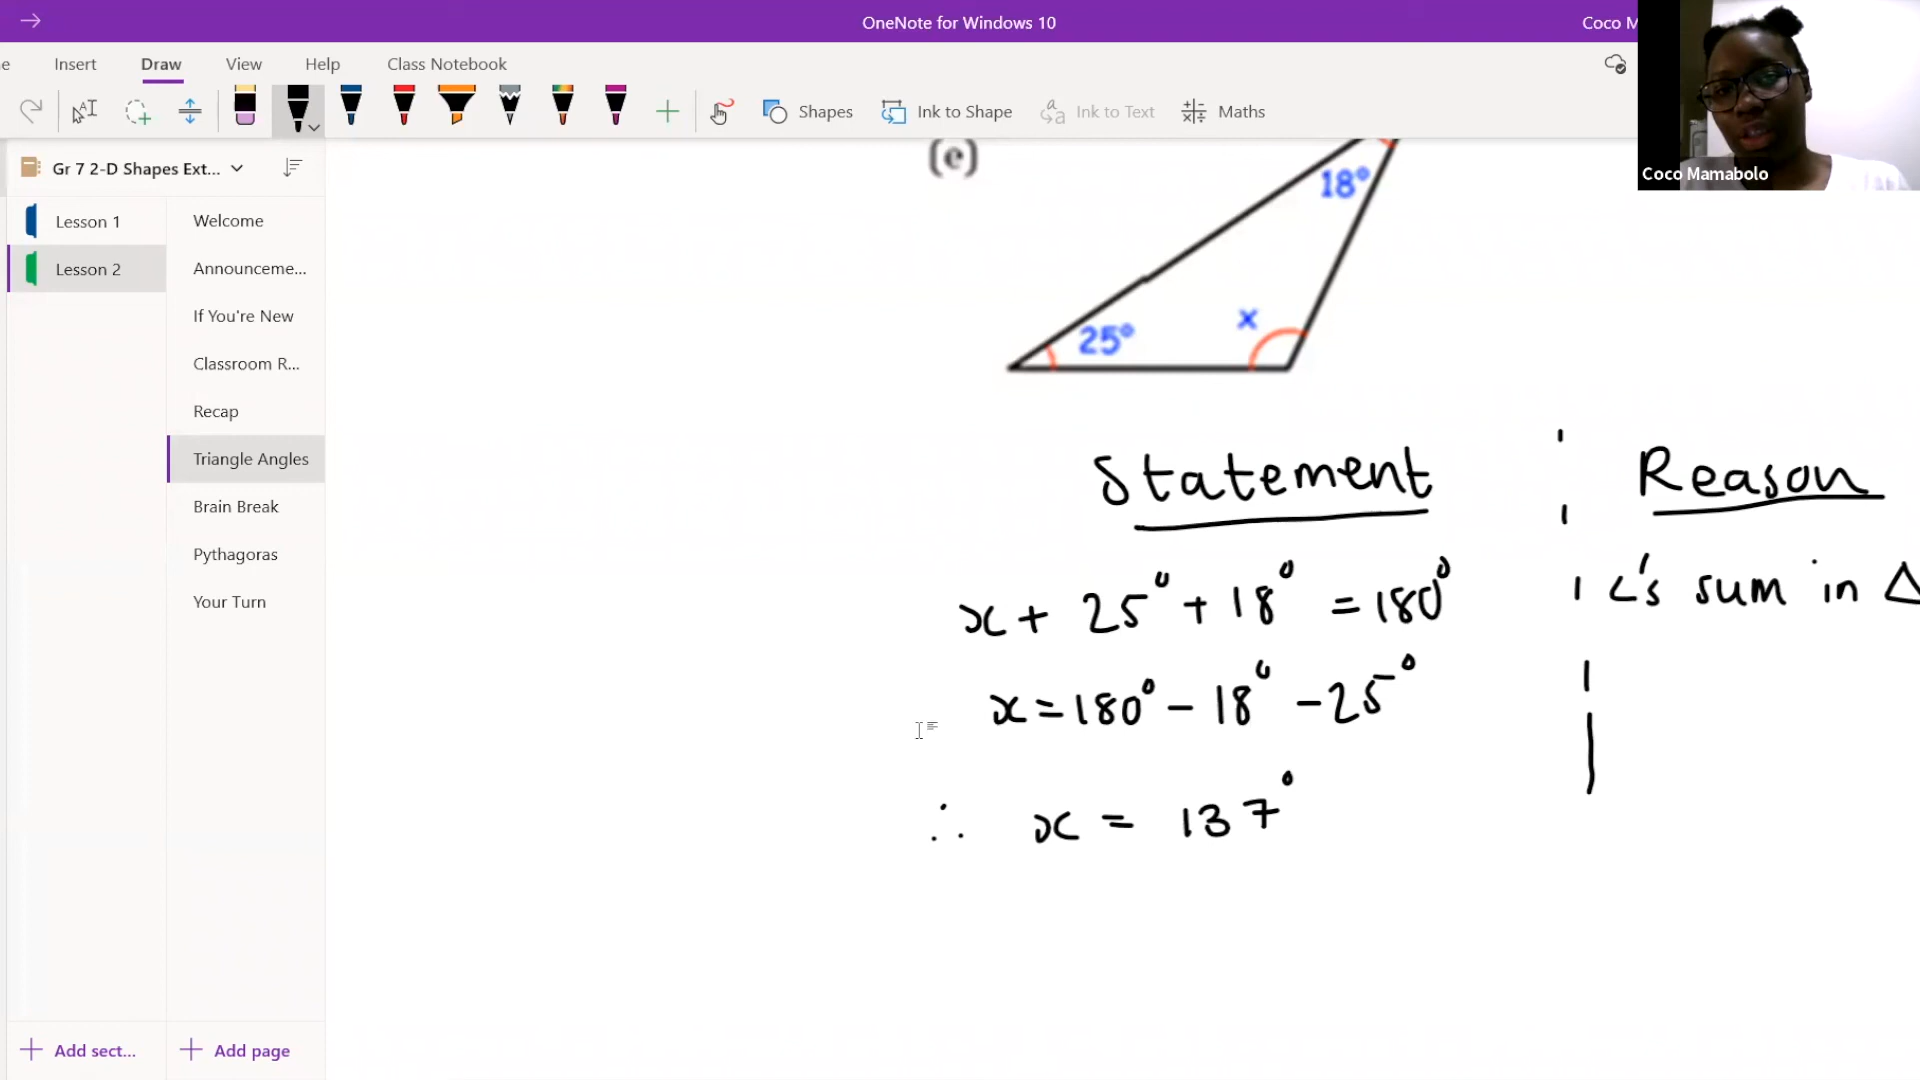 OneNote for Windows 10
Coco M
Insert Draw View Help Class Notebook
Shapes Ink to Shape Ink to Text Maths
Coco Mamabolo
Gr 7 2-D Shapes Ext...
Lesson 1
Lesson 2
Welcome
Announceme...
If You're New
Classroom R...
Recap
Triangle Angles
Brain Break
Pythagoras
Your Turn
Add sect...
Add page
(e)
18°
25°
x
Statement Reason
x + 25° + 18° = 180° <'s sum in Δ
x = 180° - 18° - 25°
∴ x = 137°